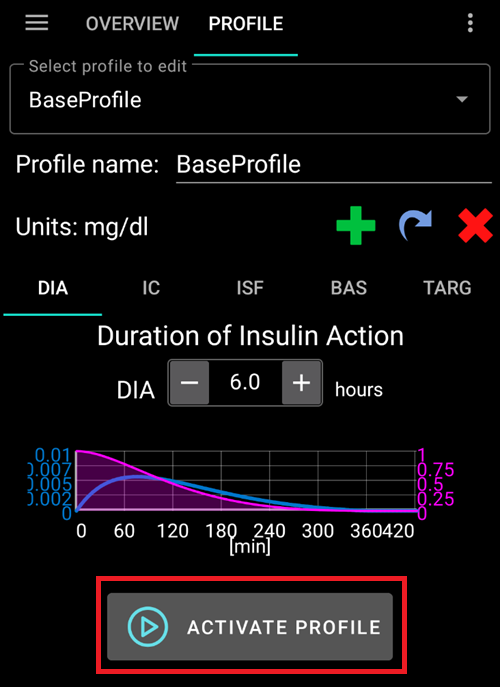 OVERVIEW PROFILE
Select profile to edit
BaseProfile
Profile name: BaseProfile
Units: mg/dl
DIA IC ISF BAS TARG
Duration of Insulin Action
DIA − 6.0 + hours
0.01 1
0.007 0.75
0.005 0.5
0.002 0.25
0 0
0 60 120 180 240 300 360420
[min]
ACTIVATE PROFILE